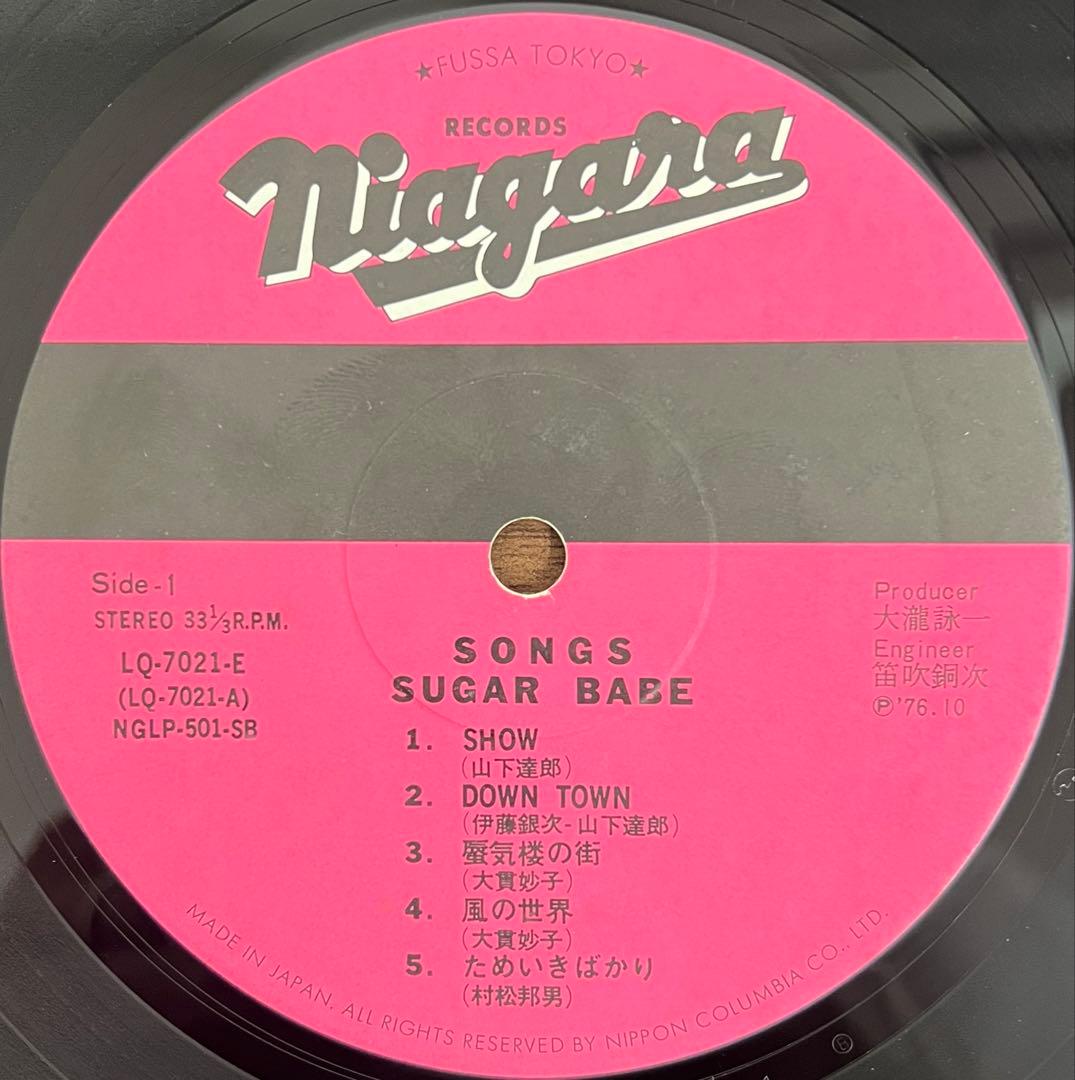 ★FUSSA TOKYO★
RECORDS
Niagara
Side-1
STEREO 33⅓R.P.M.
LQ-7021-E
(LQ-7021-A)
NGLP-501-SB
Producer
大瀧詠一
Engineer
笛吹銅次
Ⓟ'76.10
SONGS
SUGAR BABE
1. SHOW
(山下達郎)
2. DOWN TOWN
(伊藤銀次-山下達郎)
3. 蜃気楼の街
(大貫妙子)
4. 風の世界
(大貫妙子)
5. ためいきばかり
(村松邦男)
MADE IN JAPAN. ALL RIGHTS RESERVED BY NIPPON COLUMBIA CO., LTD.